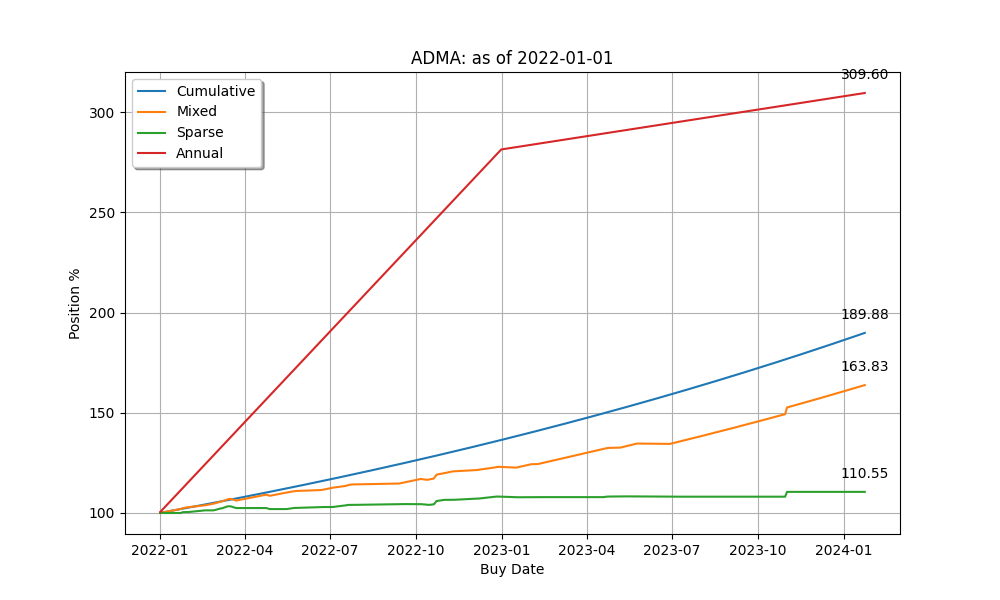 ADMA: as of 2022-01-01
309.60
Cumulative
Mixed
Sparse
Annual
300
250
200
150
100
189.88
163.83
110.55
Position %
2022-01
2022-04
2022-07
2022-10
2023-01
2023-04
2023-07
2023-10
2024-01
Buy Date